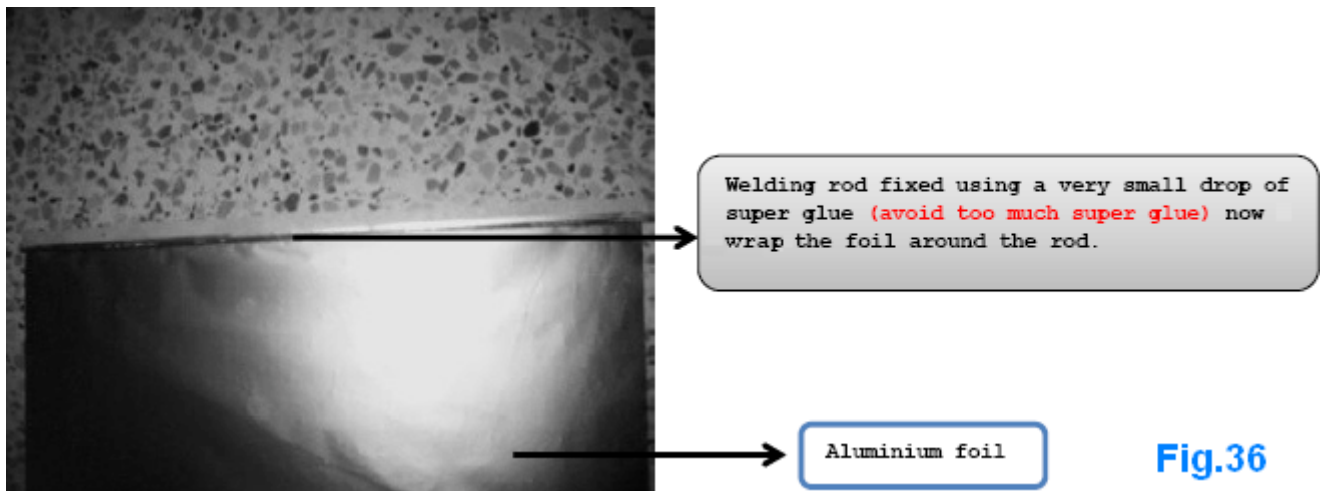 Welding rod fixed using a very small drop of
super glue (avoid too much super glue) now
wrap the foil around the rod.
Aluminium foil
Fig.36